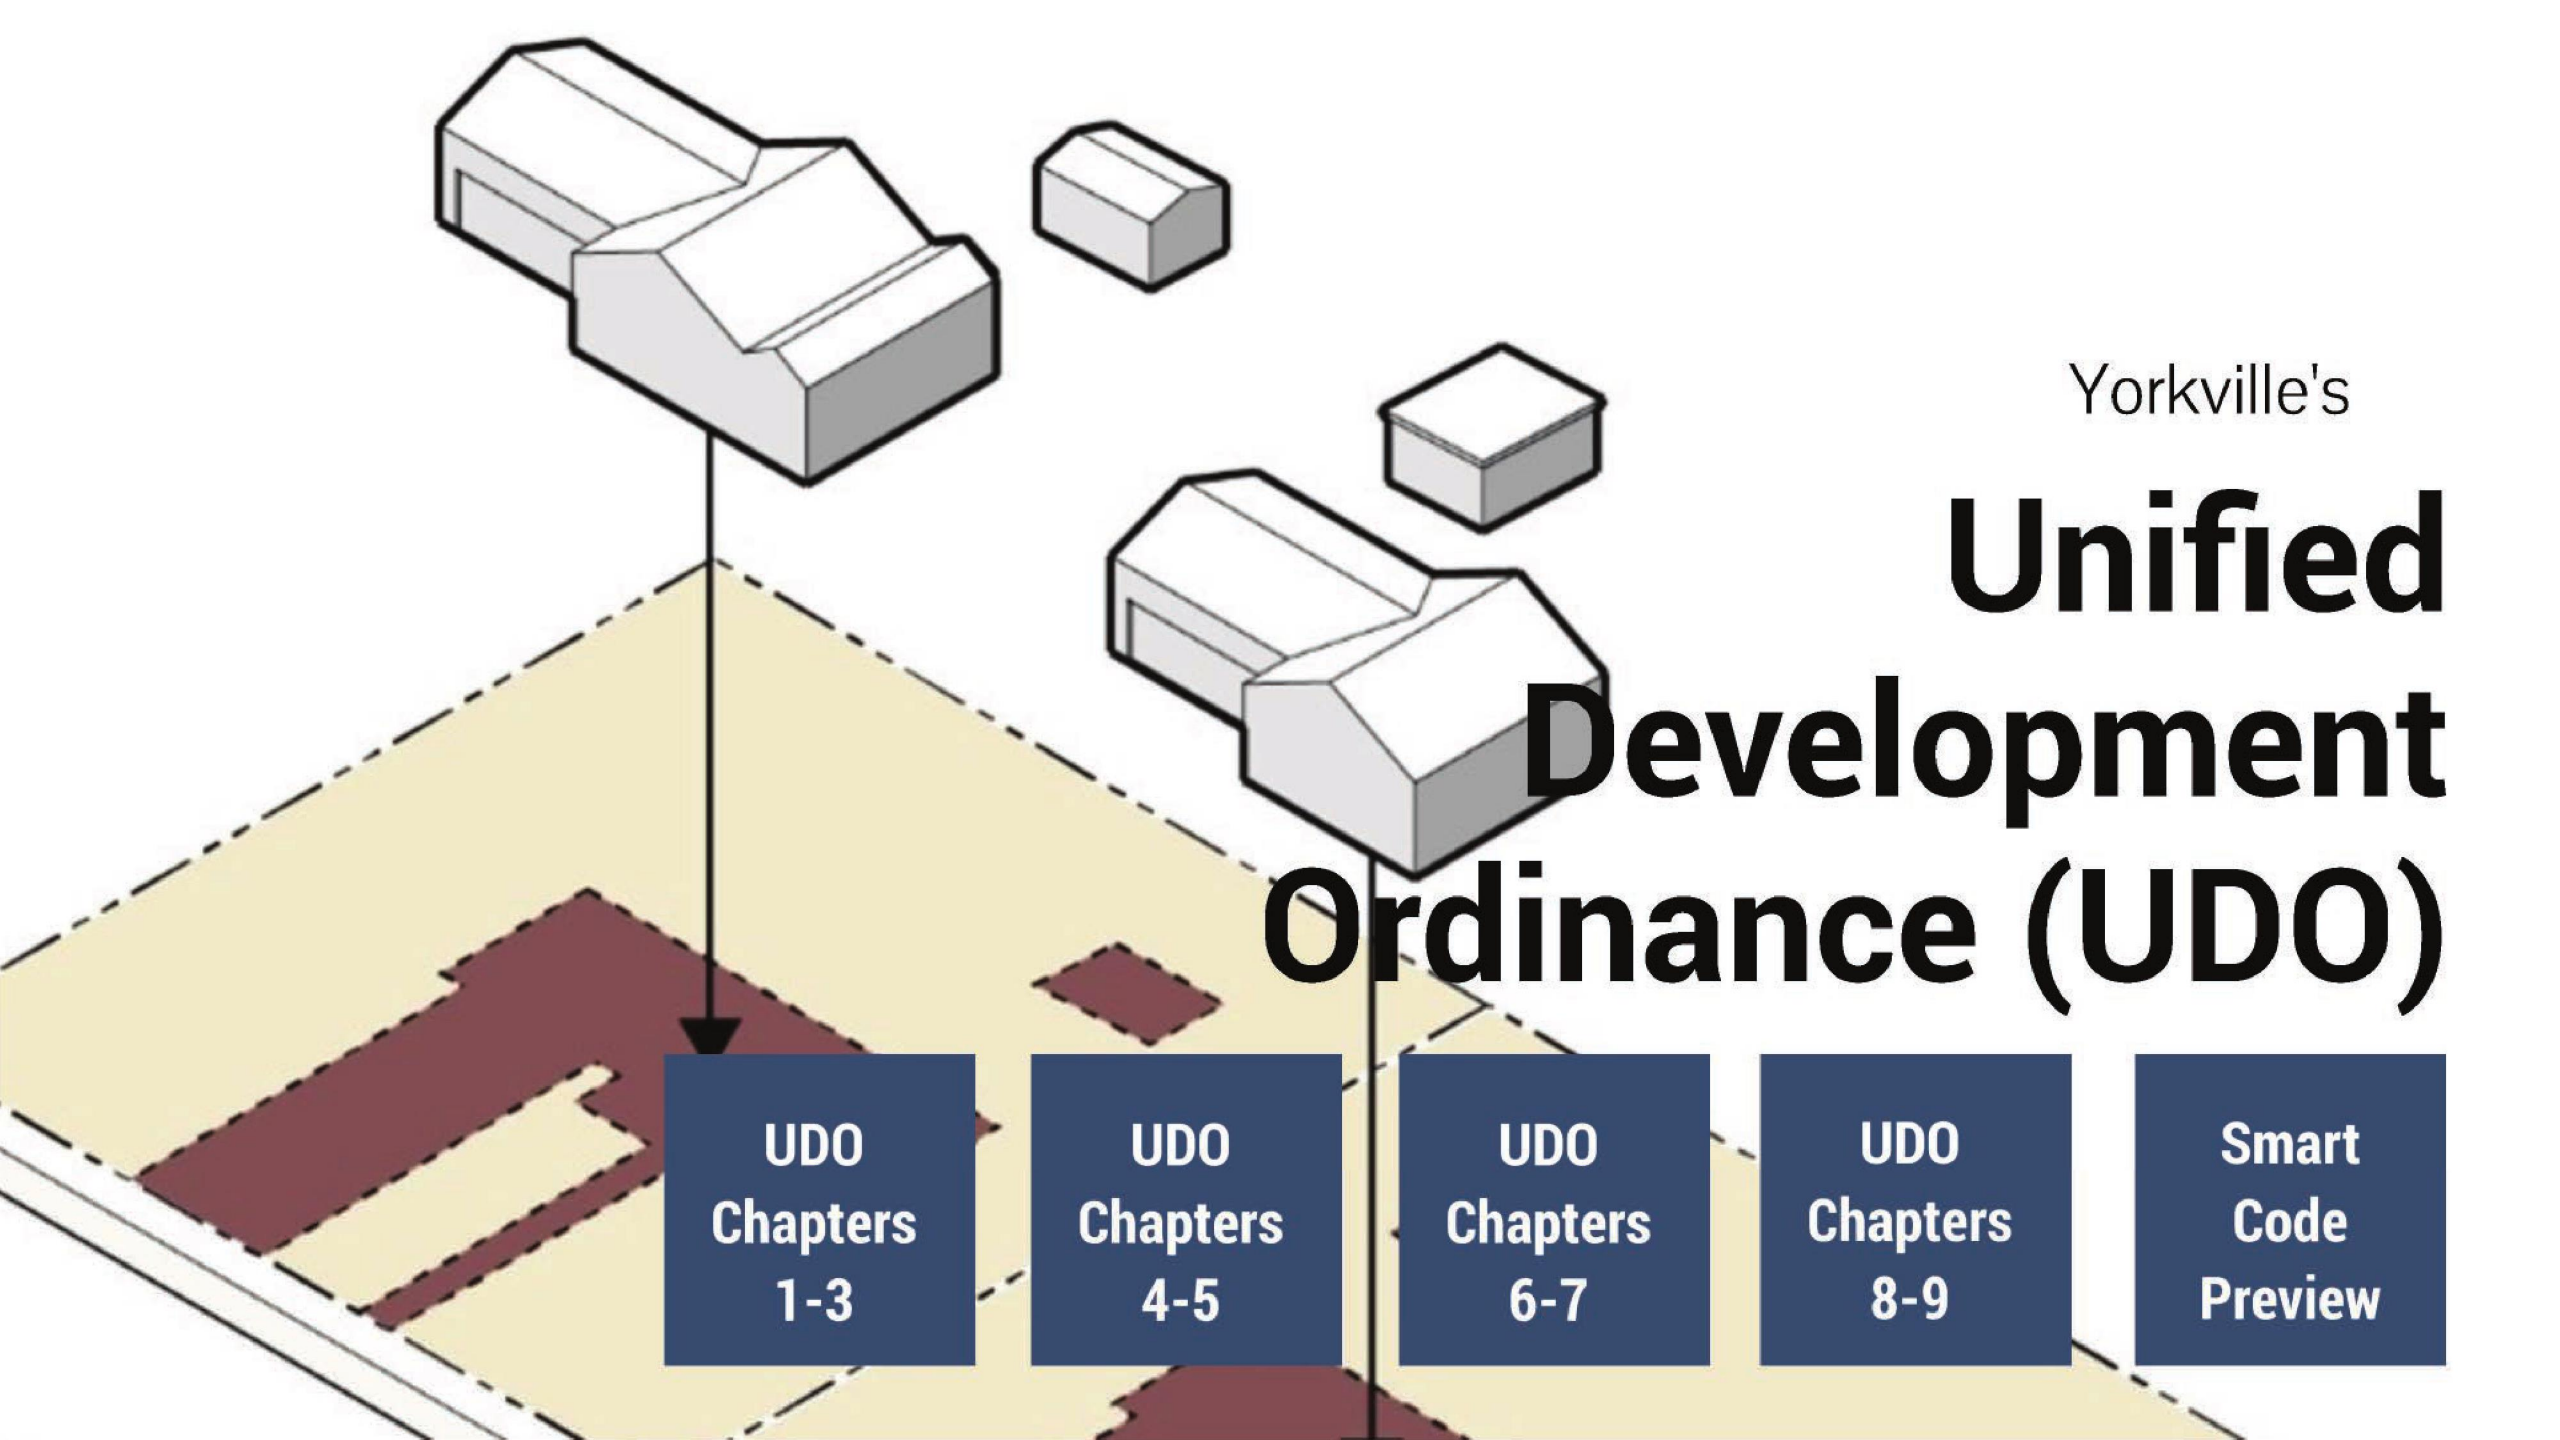 Yorkville's
Unified
Development
Ordinance (UDO)
UDO
Chapters
1-3
UDO
Chapters
4-5
UDO
Chapters
6-7
UDO
Chapters
8-9
Smart
Code
Preview